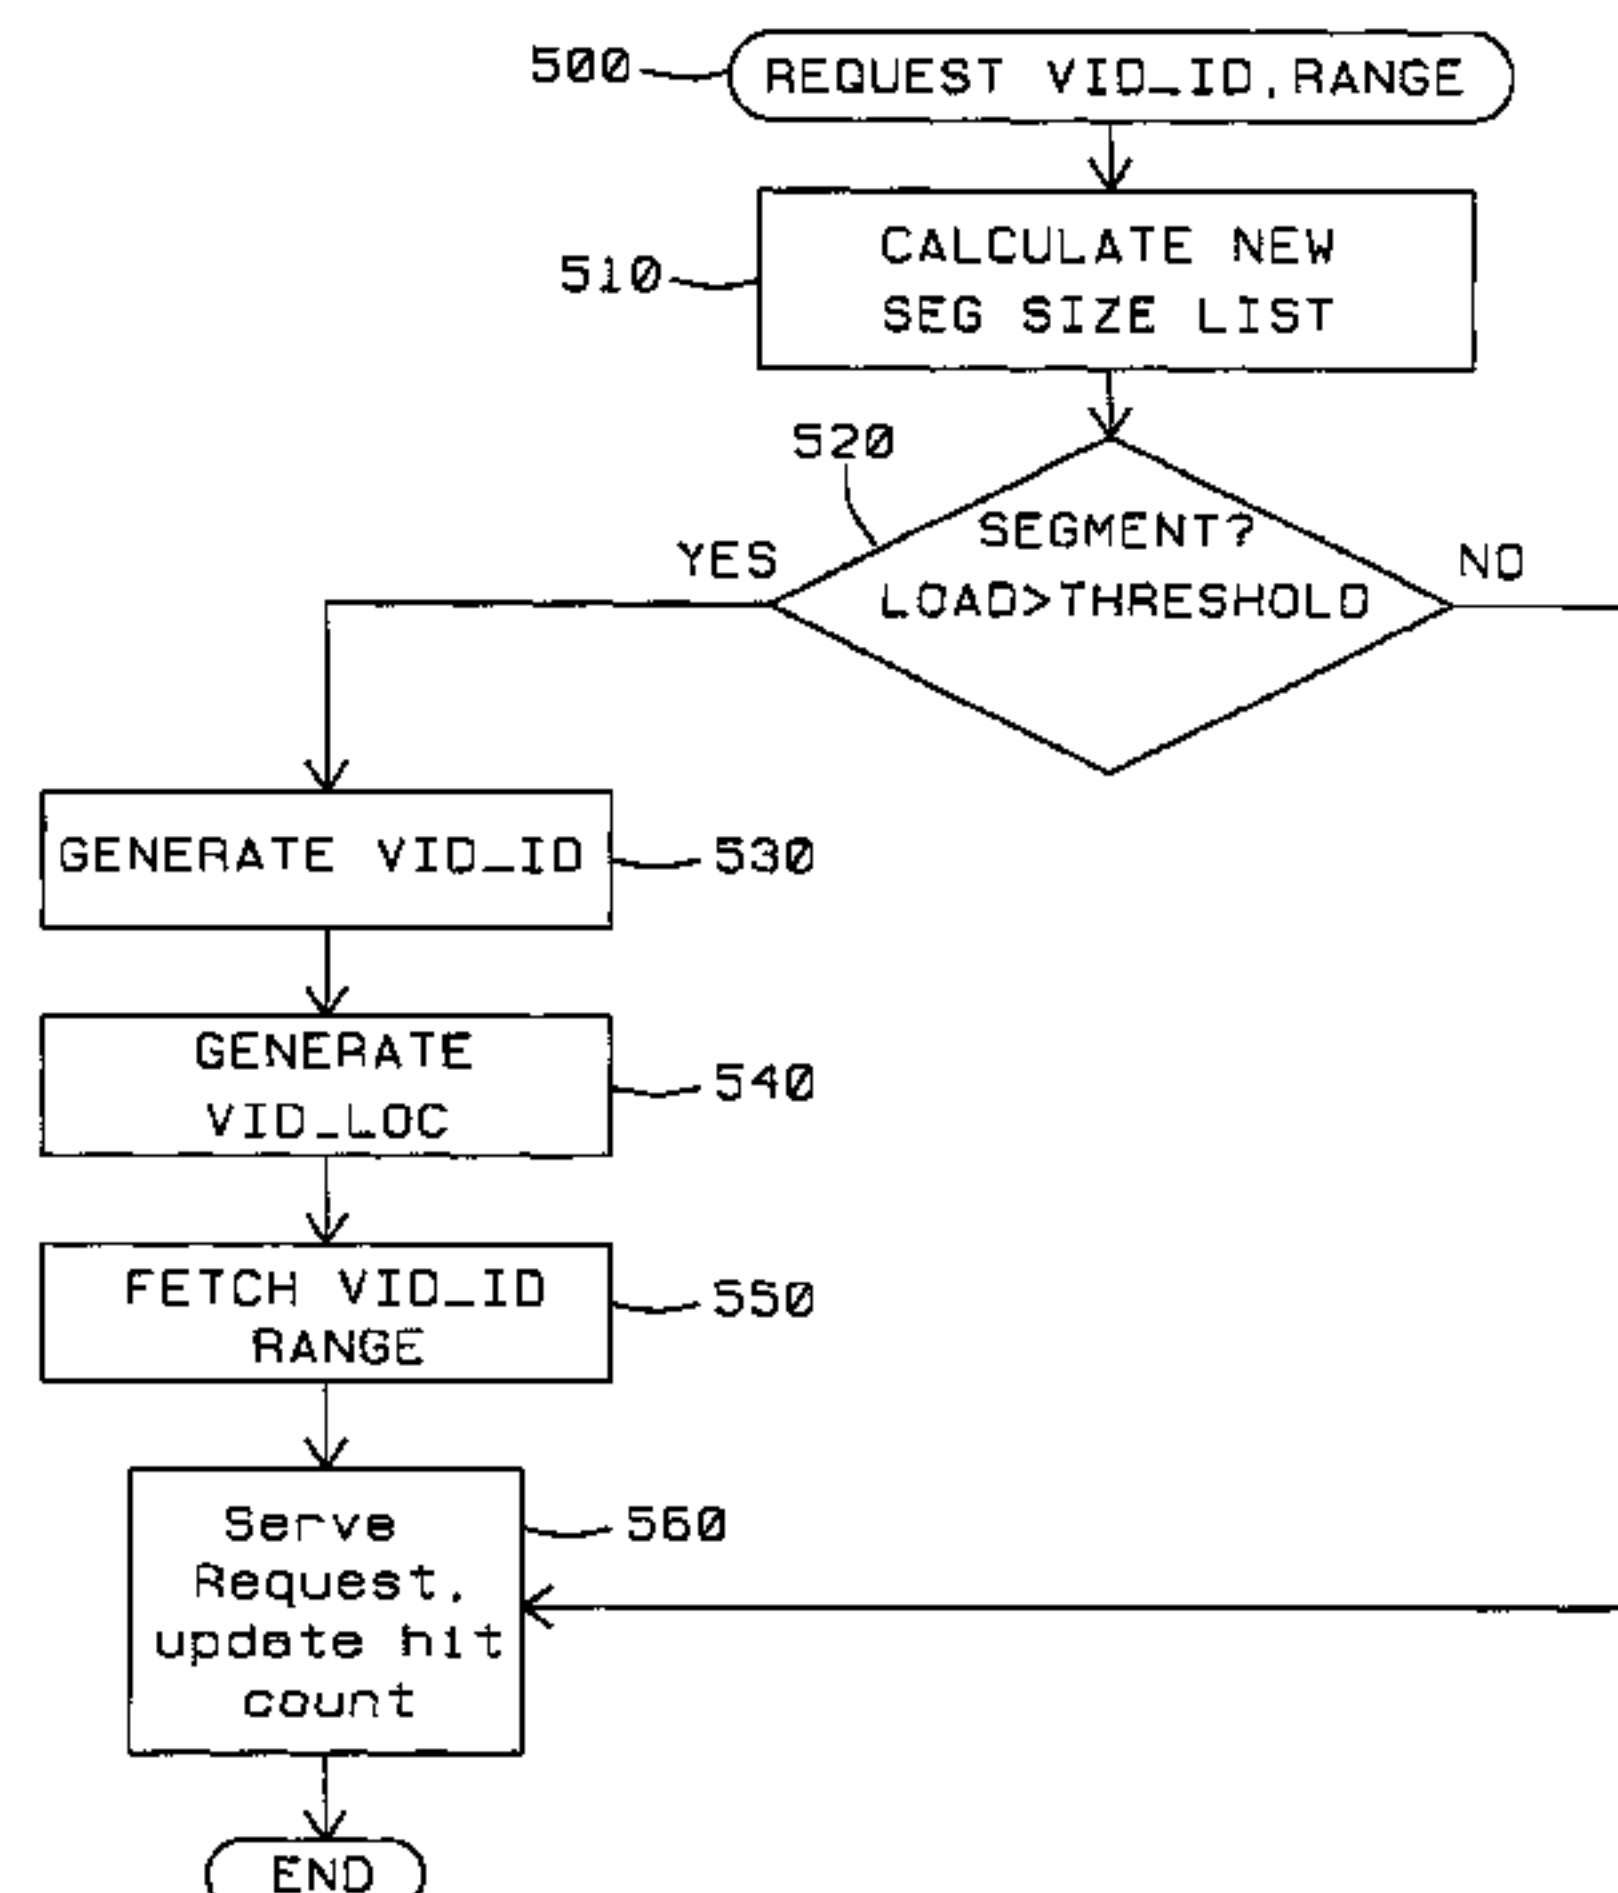 500
REQUEST VID_ID,RANGE
510
CALCULATE NEW
SEG SIZE LIST
520
SEGMENT?
LOAD>THRESHOLD
YES
NO
GENERATE VID_ID
530
GENERATE
VID_LOC
540
FETCH VID_ID
RANGE
550
Serve
Request,
update hit
count
560
END